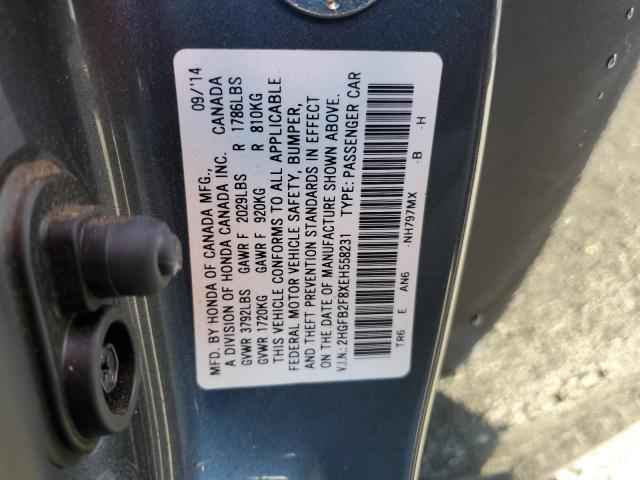 MFD. BY HONDA OF CANADA MFG., 09/'14
A DIVISION OF HONDA CANADA INC. CANADA
GVWR 3792LBS GAWR F 2029LBS R 1786LBS
GVWR 1720KG GAWR F 920KG R 810KG
THIS VEHICLE CONFORMS TO ALL APPLICABLE
FEDERAL MOTOR VEHICLE SAFETY, BUMPER,
AND THEFT PREVENTION STANDARDS IN EFFECT
ON THE DATE OF MANUFACTURE SHOWN ABOVE.
V.I.N.: 2HGFB2F8XEH558231 TYPE: PASSENGER CAR
TR6 E AN6 -NH797MX -B -H